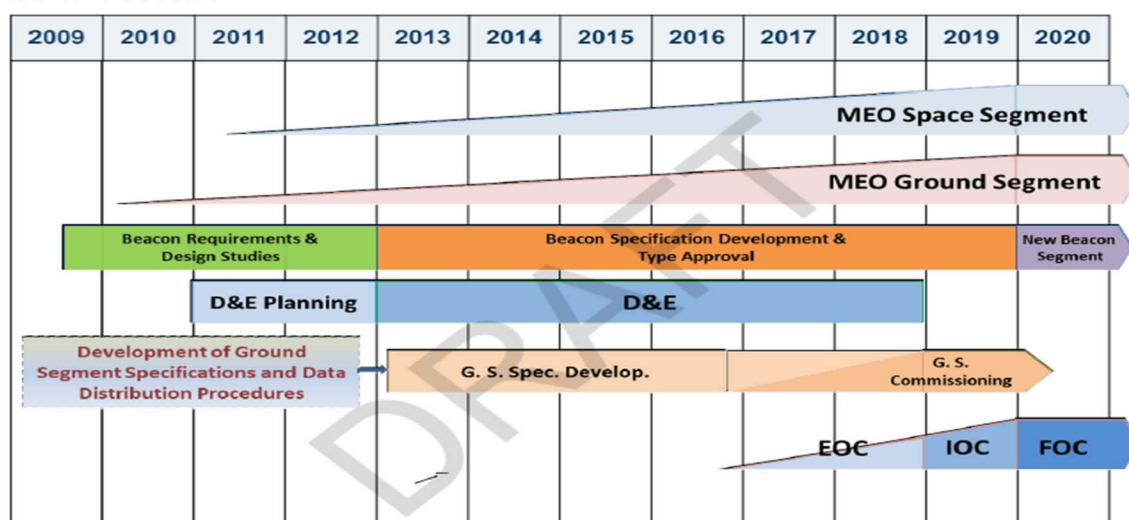 2009 2010 2011 2012 2013 2014 2015 2016 2017 2018 2019 2020
MEO Space Segment
MEO Ground Segment
Beacon Requirements &
Design Studies
Beacon Specification Development &
Type Approval
New Beacon
Segment
D&E Planning
D&E
Development of Ground
Segment Specifications and Data
Distribution Procedures
G. S. Spec. Develop.
G. S.
Commissioning
EOC
IOC
FOC
DRAFT